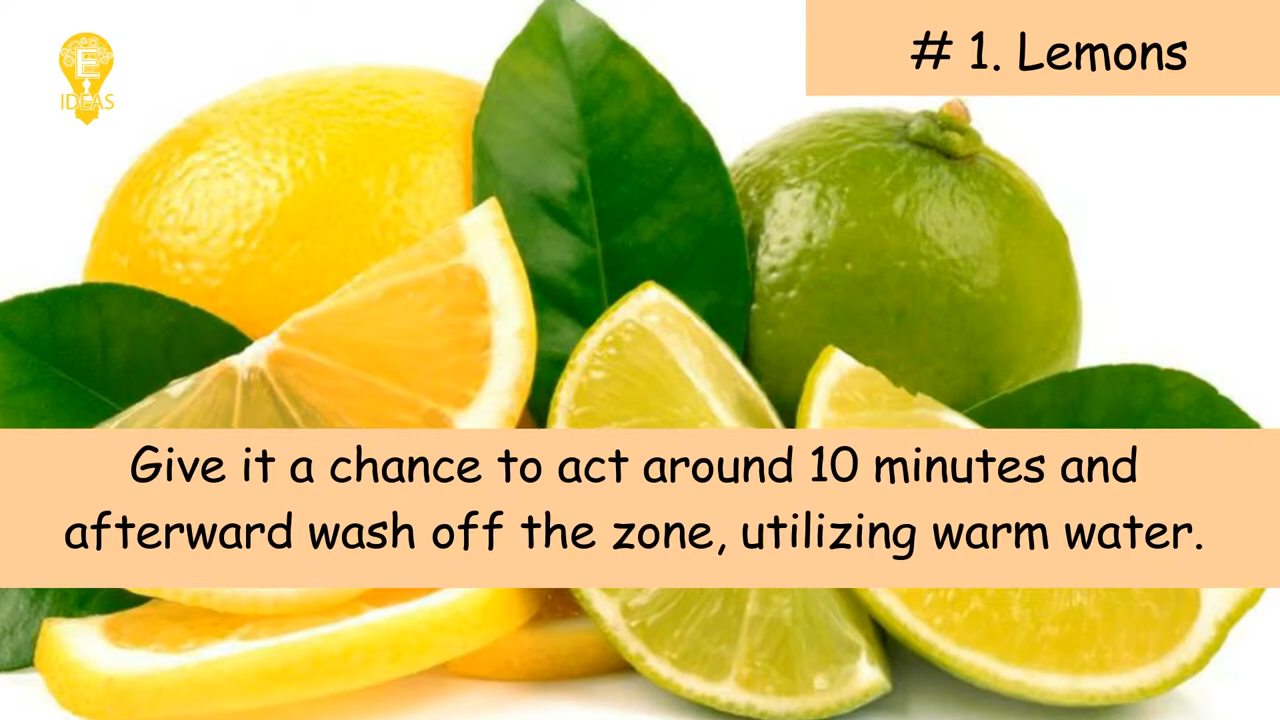 E
IDEAS
# 1. Lemons
Give it a chance to act around 10 minutes and
afterward wash off the zone, utilizing warm water.